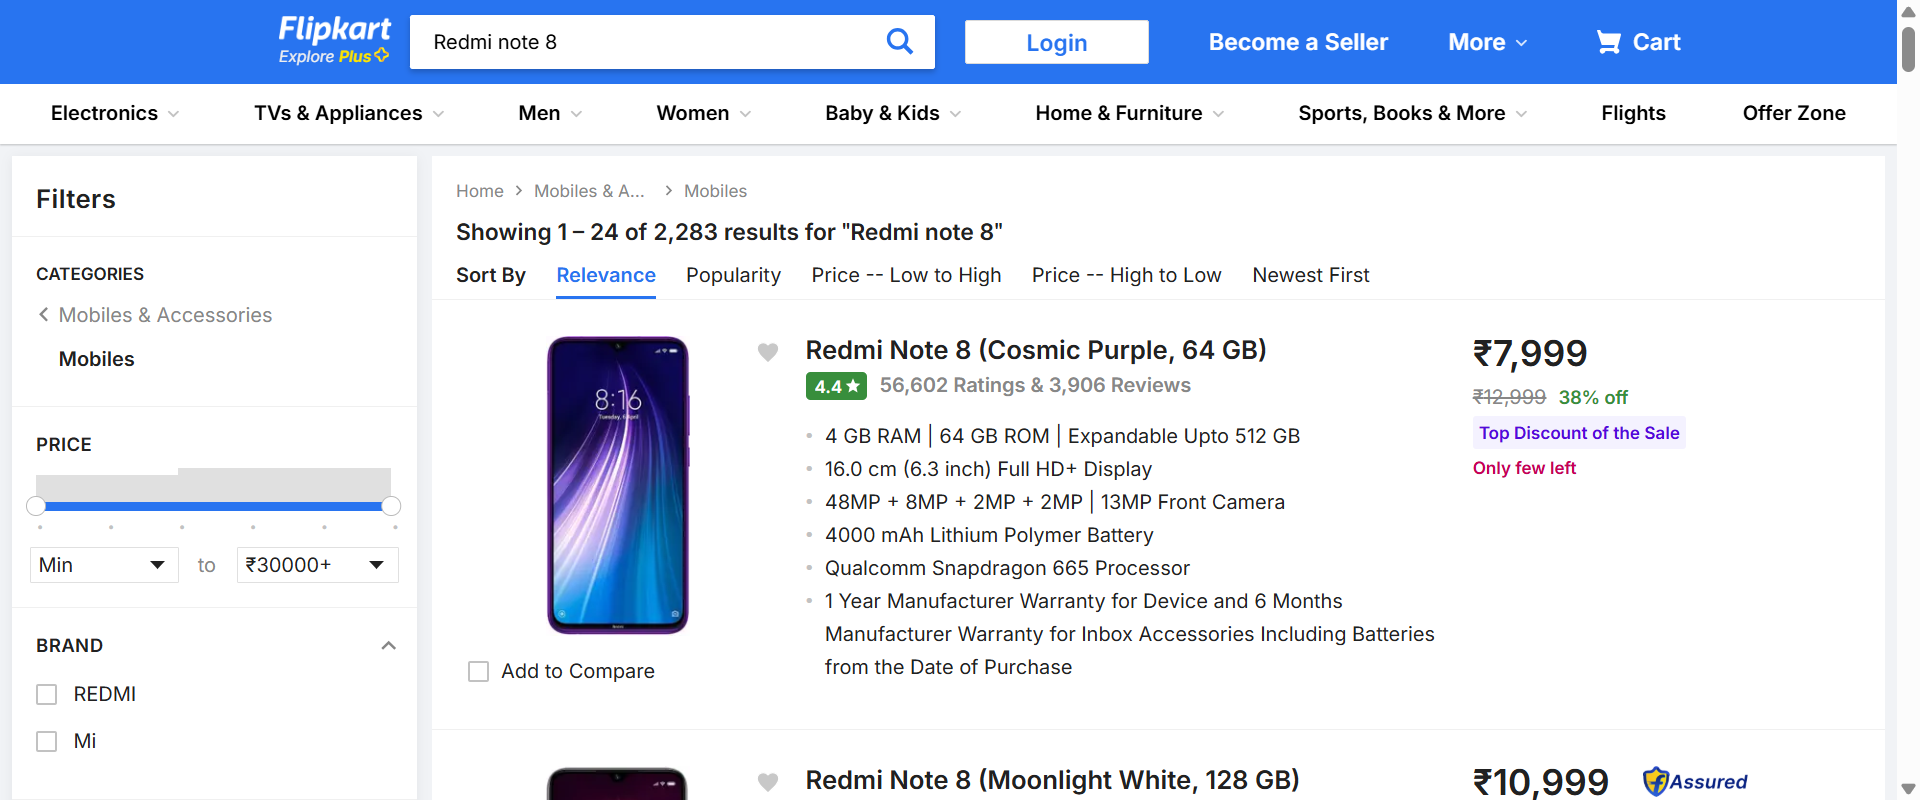 Flipkart
Explore Plus
Redmi note 8
Login
Become a Seller
More
Cart
Electronics
TVs & Appliances
Men
Women
Baby & Kids
Home & Furniture
Sports, Books & More
Flights
Offer Zone
Filters
CATEGORIES
Mobiles & Accessories
Mobiles
PRICE
Min
to
₹30000+
BRAND
REDMI
Mi
Home
Mobiles & A...
Mobiles
Showing 1 – 24 of 2,283 results for "Redmi note 8"
Sort By
Relevance
Popularity
Price -- Low to High
Price -- High to Low
Newest First
8:16
Add to Compare
Redmi Note 8 (Cosmic Purple, 64 GB)
4.4★
56,602 Ratings & 3,906 Reviews
4 GB RAM | 64 GB ROM | Expandable Upto 512 GB
16.0 cm (6.3 inch) Full HD+ Display
48MP + 8MP + 2MP + 2MP | 13MP Front Camera
4000 mAh Lithium Polymer Battery
Qualcomm Snapdragon 665 Processor
1 Year Manufacturer Warranty for Device and 6 Months
Manufacturer Warranty for Inbox Accessories Including Batteries
from the Date of Purchase
₹7,999
₹12,999 38% off
Top Discount of the Sale
Only few left
Redmi Note 8 (Moonlight White, 128 GB)
₹10,999
f Assured